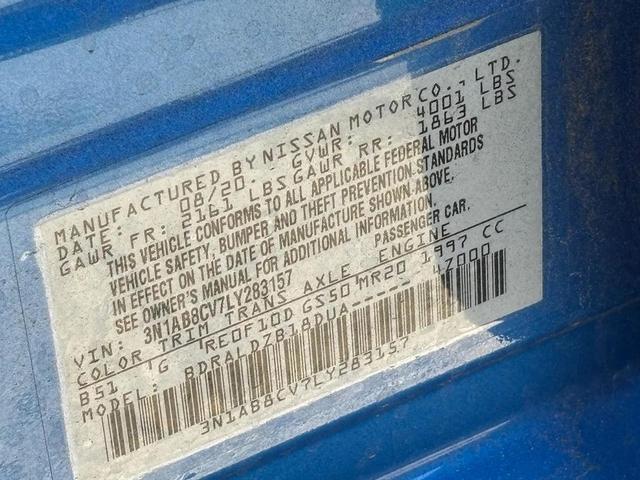 MANUFACTURED BY NISSAN MOTOR CO., LTD.
DATE: 08/20 GVWR: 4001 LBS
GAWR FR: 2161 LBS GAWR RR: 1863 LBS
THIS VEHICLE CONFORMS TO ALL APPLICABLE FEDERAL MOTOR
VEHICLE SAFETY, BUMPER AND THEFT PREVENTION STANDARDS
IN EFFECT ON THE DATE OF MANUFACTURE SHOWN ABOVE.
SEE OWNER'S MANUAL FOR ADDITIONAL INFORMATION.
VIN: 3N1AB8CV7LY283157 PASSENGER CAR.
COLOR TRIM TRANS AXLE ENGINE
B51 G RE0F10D GS50 MR20 1997 CC
MODEL: BDRALDZB18DUA----- 47000
3N1AB8CV7LY283157